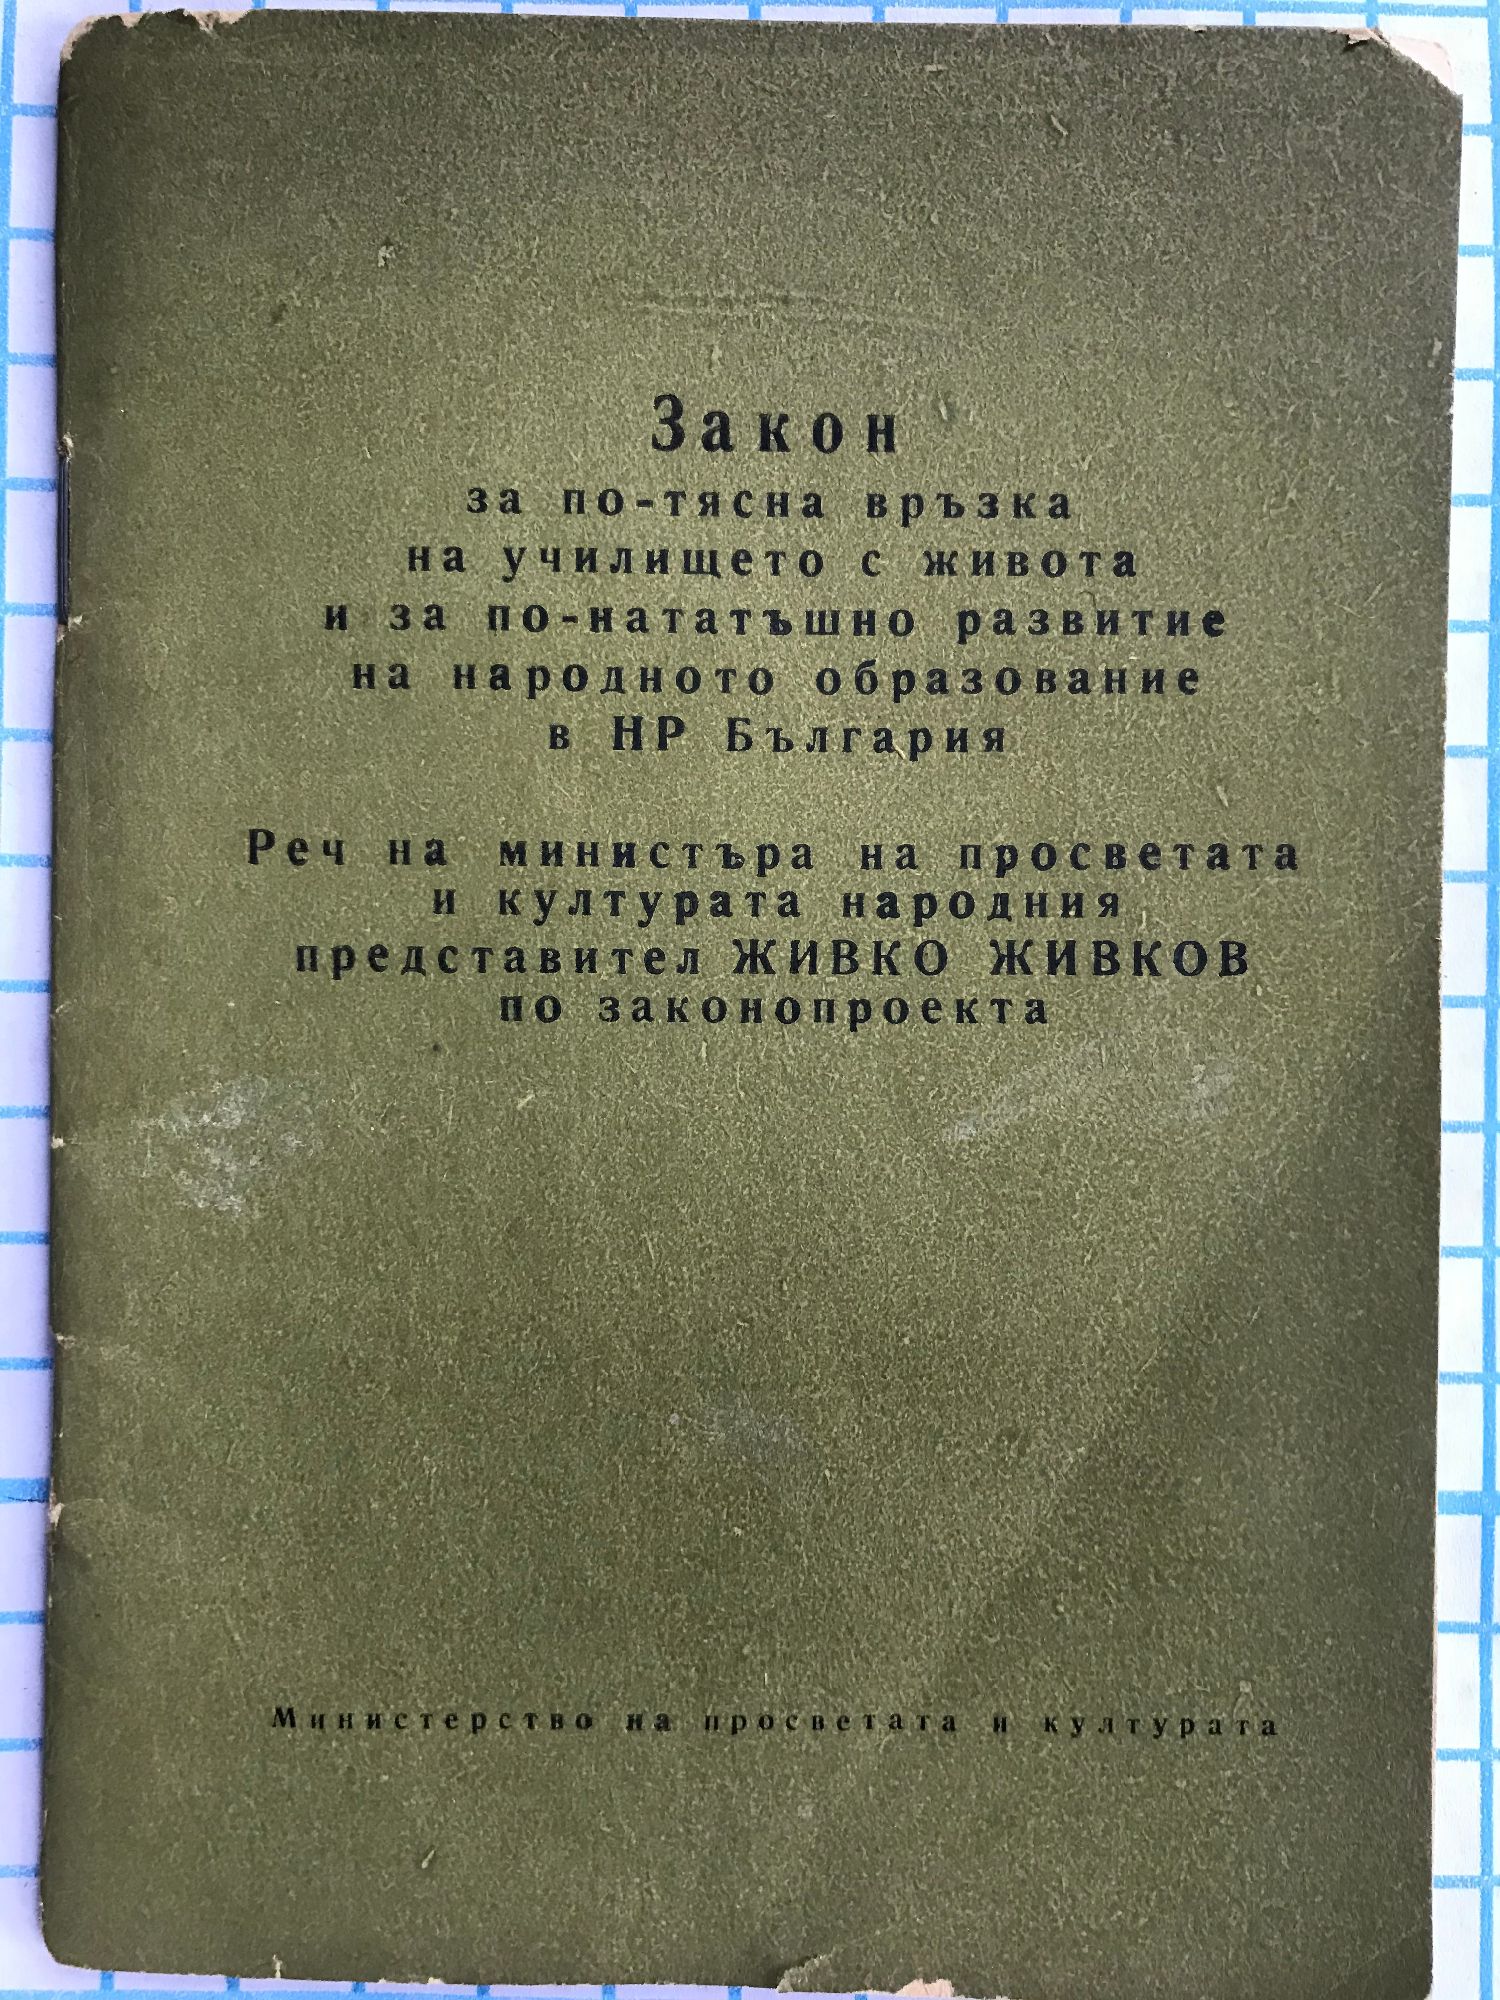 Закон
за по-тясна връзка
на училището с живота
и за по-нататъшно развитие
на народното образование
в НР България
Реч на министъра на просветата
и културата народния
представител ЖИВКО ЖИВКОВ
по законопроекта
Министерство на просветата и културата